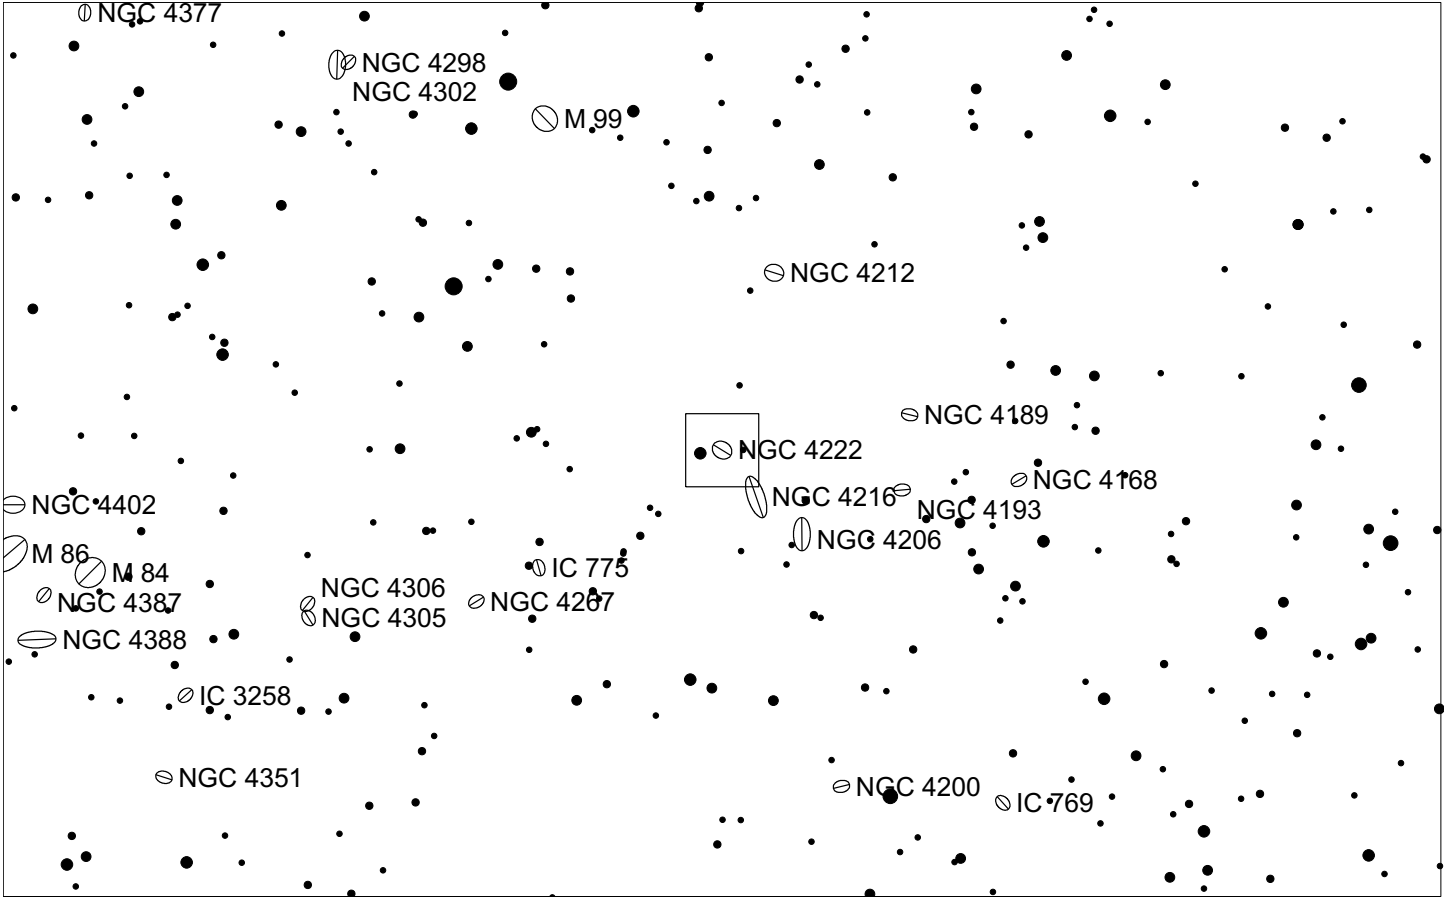 NGC 4377
NGC 4298
NGC 4302
M 99
NGC 4212
NGC 4189
NGC 4222
NGC 4168
NGC 4216
NGC 4193
NGC 4402
NGC 4206
M 86
M 84
IC 775
NGC 4306
NGC 4387
NGC 4267
NGC 4305
NGC 4388
IC 3258
NGC 4351
NGC 4200
IC 769